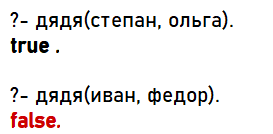 ?- дядя(степан, ольга).
true .
?- дядя(иван, федор).
false.